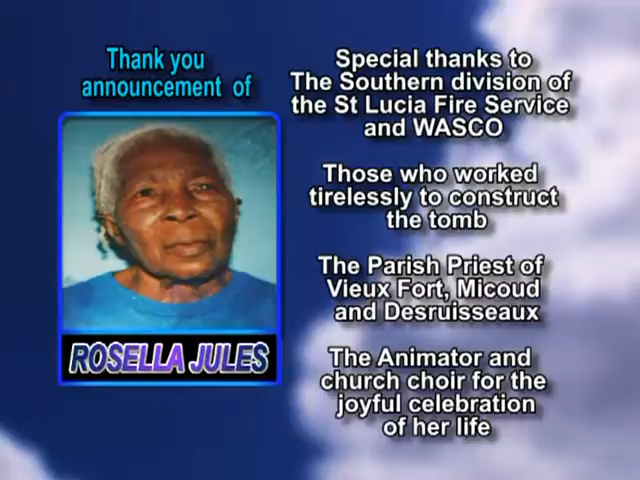 Thank you
announcement of
ROSELLA JULES
Special thanks to
The Southern division of
the St Lucia Fire Service
and WASCO
Those who worked
tirelessly to construct
the tomb
The Parish Priest of
Vieux Fort, Micoud
and Desruisseaux
The Animator and
church choir for the
joyful celebration
of her life